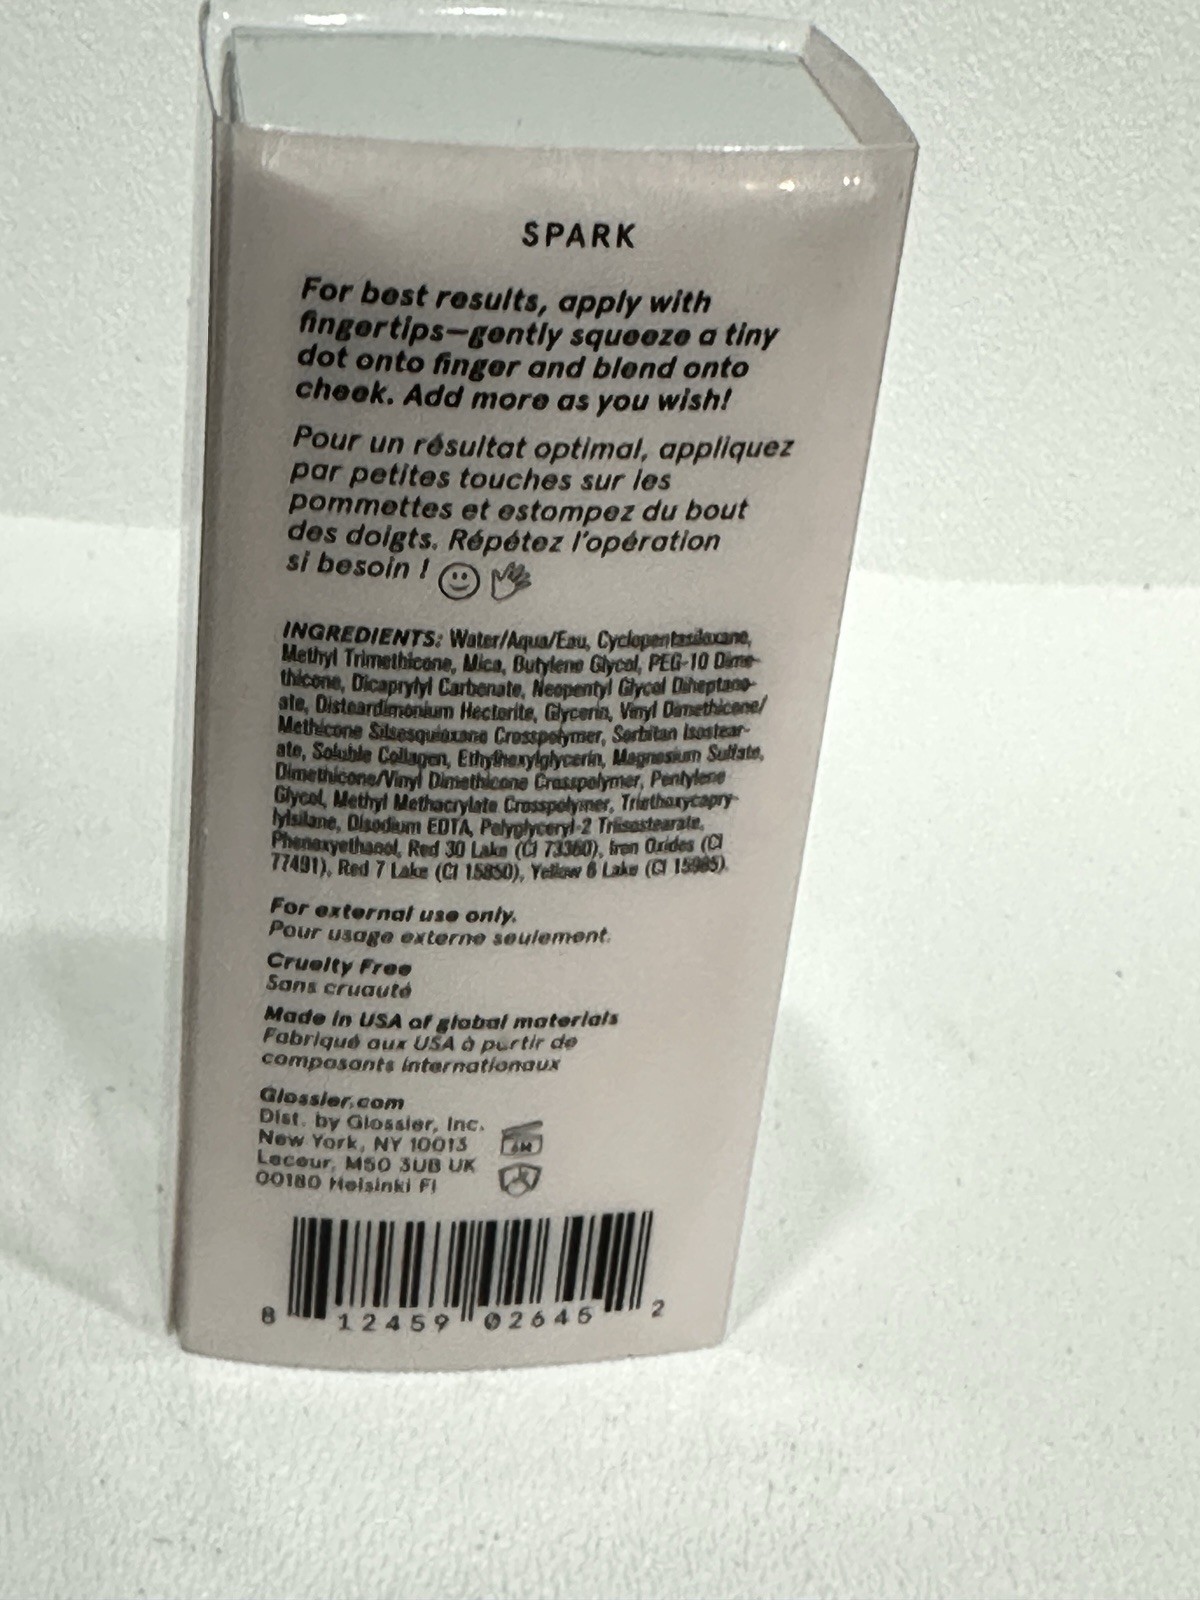 SPARK
For best results, apply with
fingertips—gently squeeze a tiny
dot onto finger and blend onto
cheek. Add more as you wish!
Pour un résultat optimal, appliquez
par petites touches sur les
pommettes et estompez du bout
des doigts. Répétez l'opération
si besoin !
INGREDIENTS: Water/Aqua/Eau, Cyclopentasiloxane,
Methyl Trimethicone, Mica, Butylene Glycol, PEG-10 Dime-
thicone, Dicaprylyl Carbonate, Neopentyl Glycol Diheptano-
ate, Disteardimonium Hectorite, Glycerin, Vinyl Dimethicone/
Methicone Silsesquioxane Crosspolymer, Sorbitan Isostear-
ate, Soluble Collagen, Ethylhexylglycerin, Magnesium Sulfate,
Dimethicone/Vinyl Dimethicone Crosspolymer, Pentylene
Glycol, Methyl Methacrylate Crosspolymer, Triethoxycapry-
lylsilane, Disodium EDTA, Polyglyceryl-2 Triisostearate,
Phenoxyethanol, Red 30 Lake (CI 73360), Iron Oxides (CI
77491), Red 7 Lake (CI 15850), Yellow 6 Lake (CI 15985).
For external use only.
Pour usage externe seulement.
Cruelty Free
Sans cruauté
Made in USA of global materials
Fabriqué aux USA à partir de
composants internationaux
Glossier.com
Dist. by Glossier, Inc.
New York, NY 10013
Leceur, M50 3UB UK
00180 Helsinki FI
6M
8 12459 02645 2